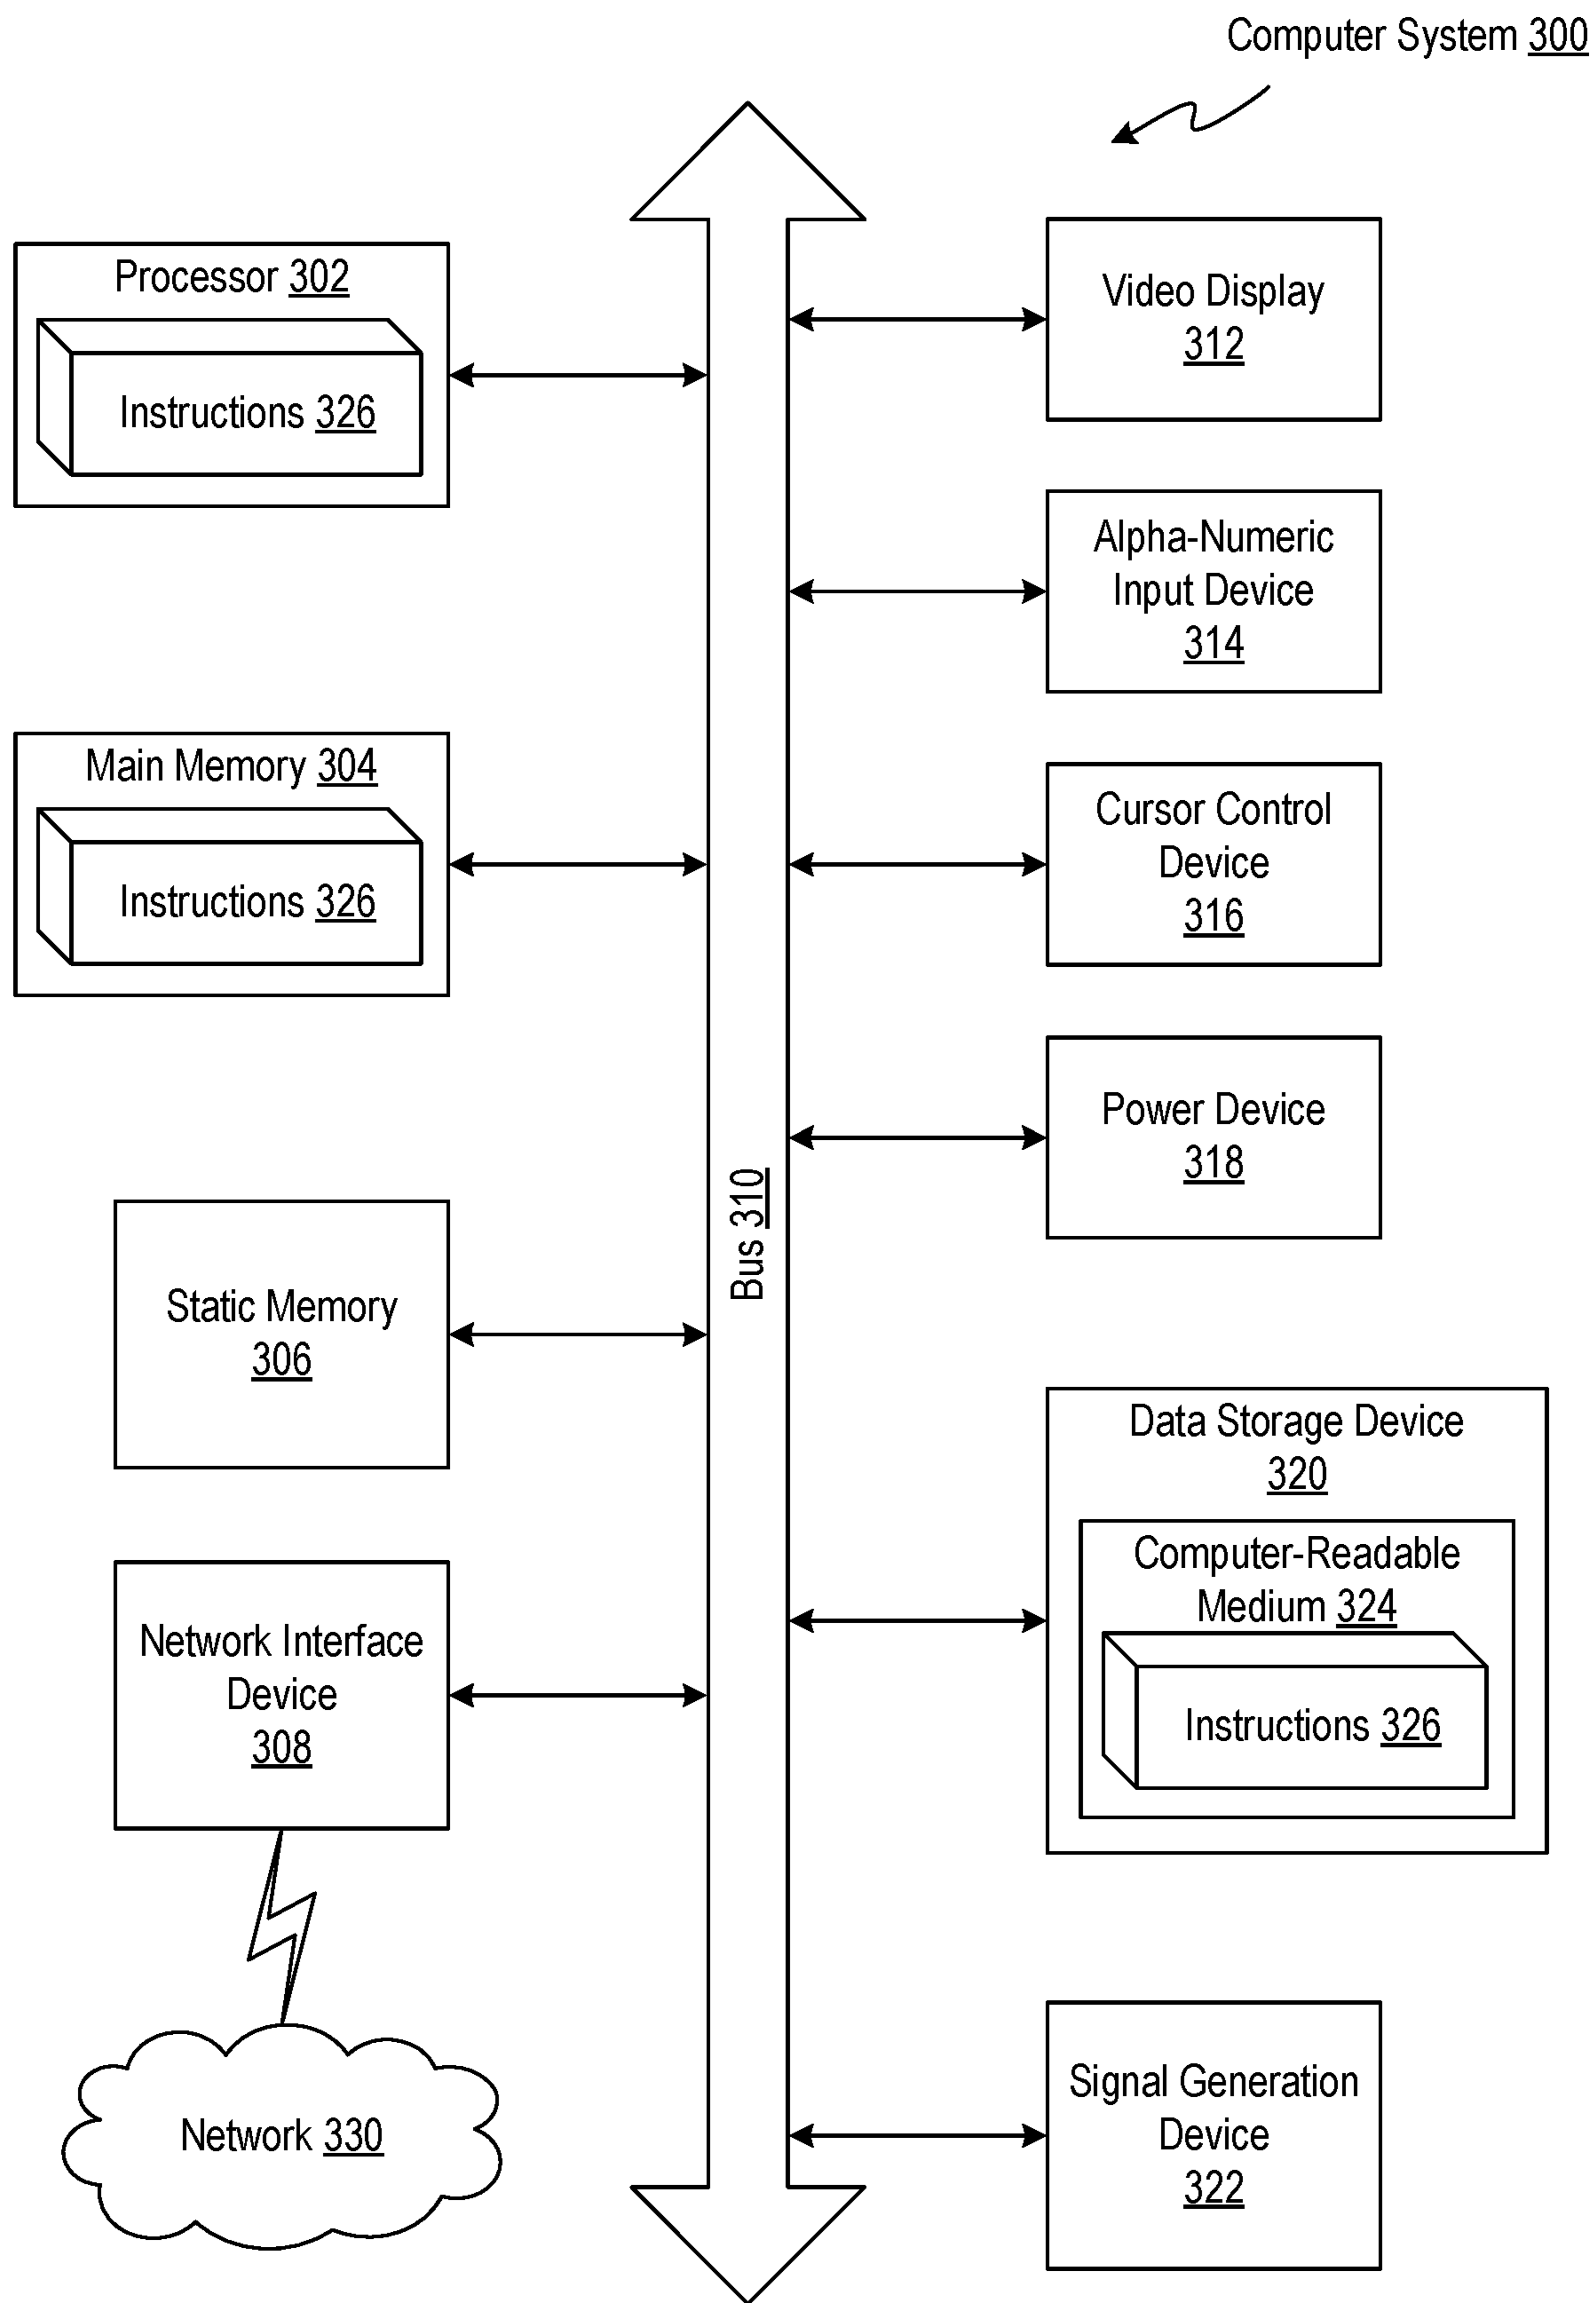 Computer System 300
Processor 302
Instructions 326
Main Memory 304
Instructions 326
Static Memory
306
Network Interface
Device
308
Network 330
Bus 310
Video Display
312
Alpha-Numeric
Input Device
314
Cursor Control
Device
316
Power Device
318
Data Storage Device
320
Computer-Readable
Medium 324
Instructions 326
Signal Generation
Device
322